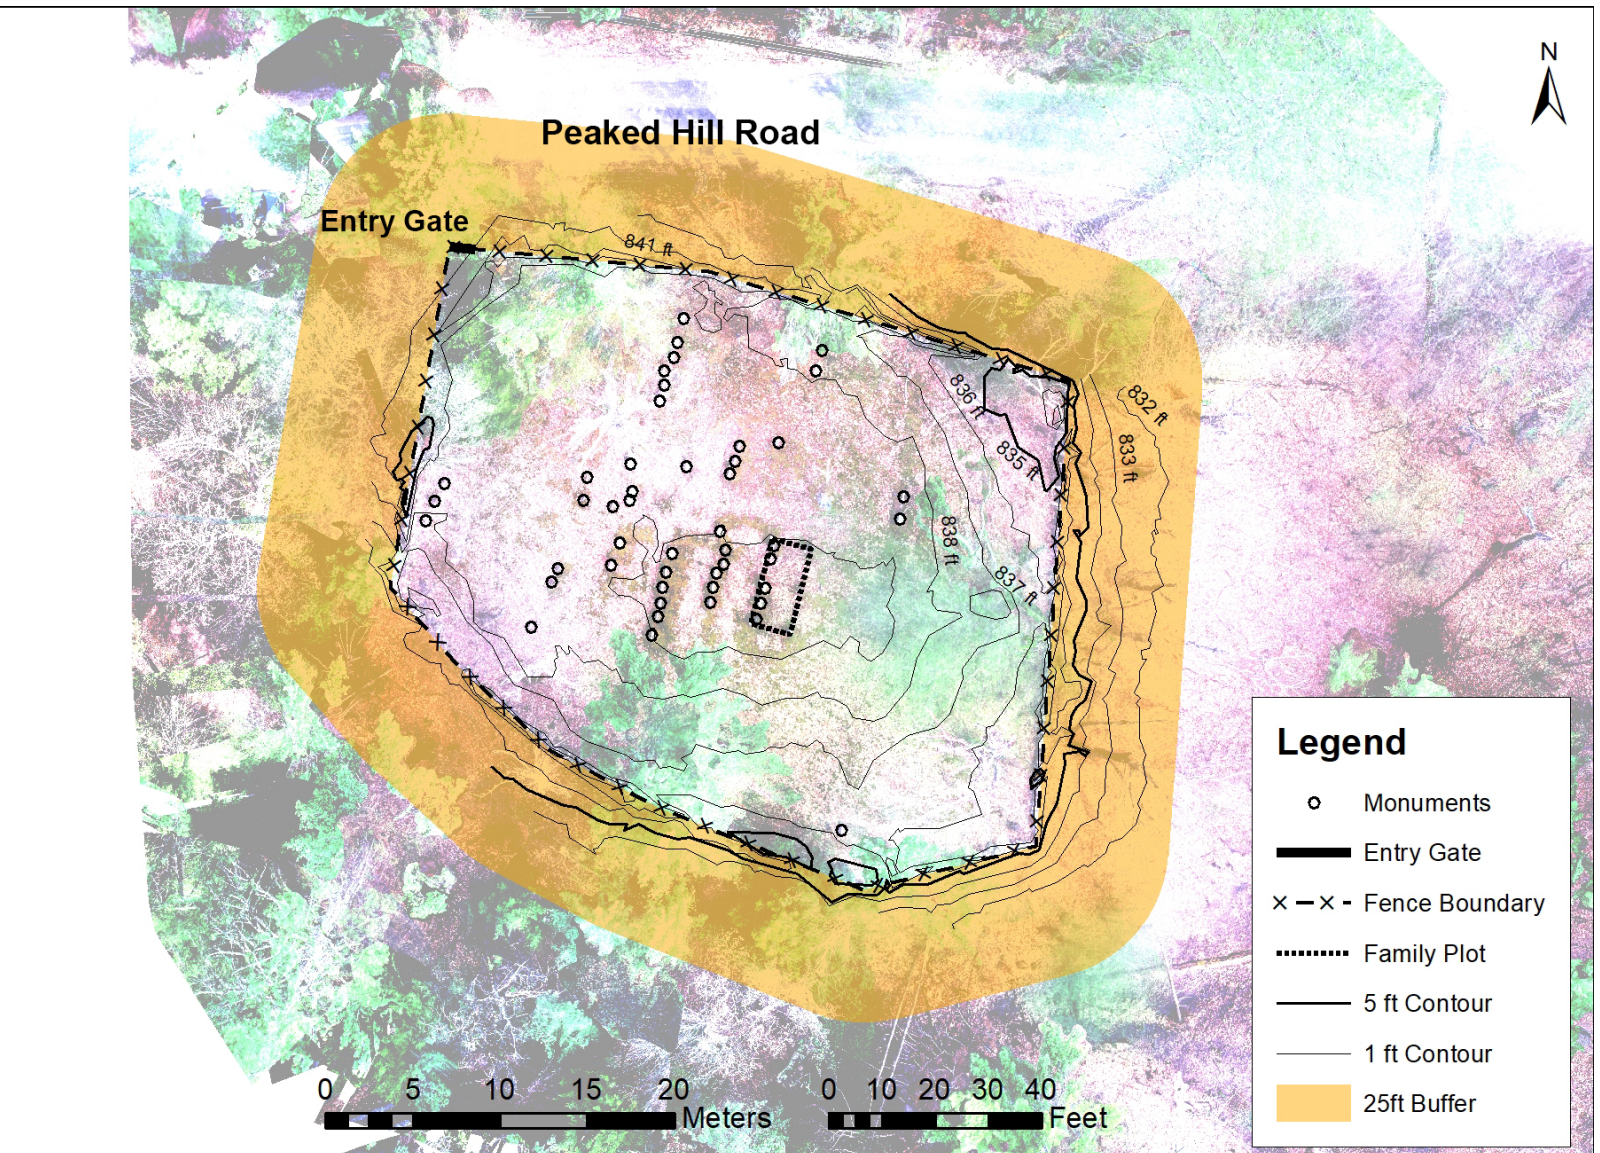 N
Peaked Hill Road
Entry Gate
841 ft
836 ft
832 ft
835 ft
833 ft
838 ft
837 ft
Legend
Monuments
Entry Gate
Fence Boundary
Family Plot
5 ft Contour
1 ft Contour
25ft Buffer
0 5 10 15 20
Meters
0 10 20 30 40
Feet